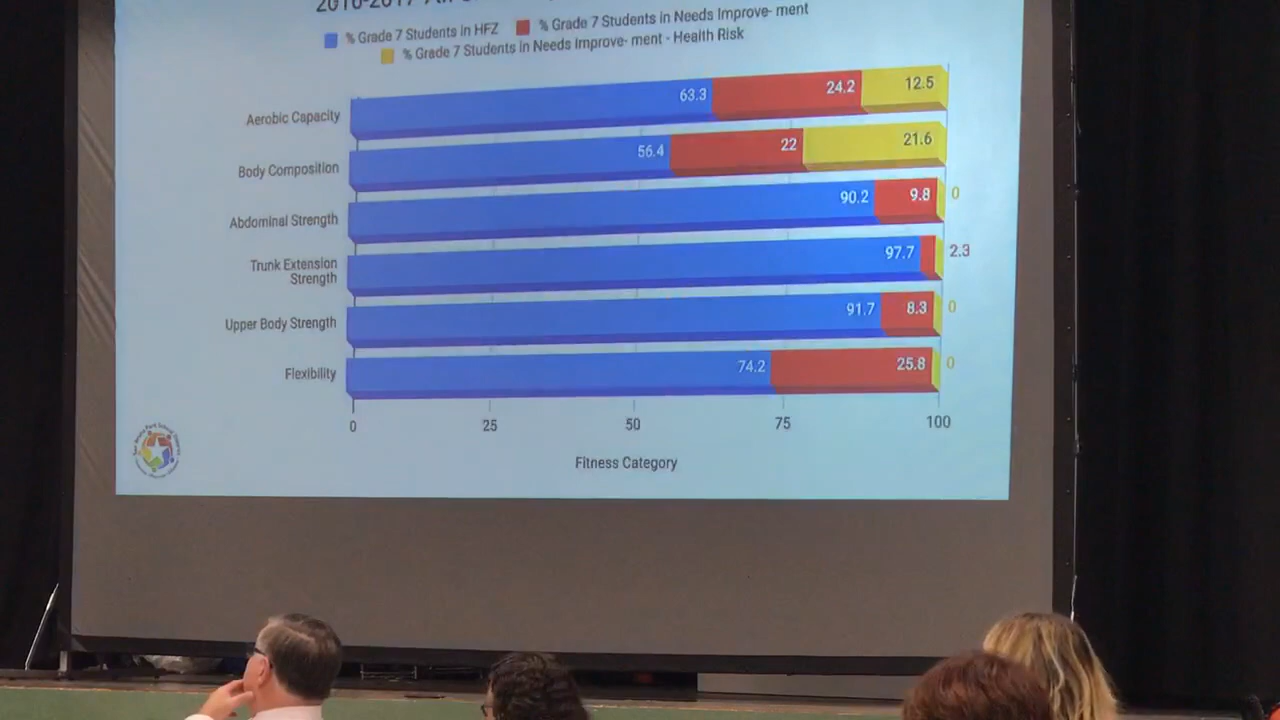 2016-2017
% Grade 7 Students in HFZ % Grade 7 Students in Needs Improve- ment
% Grade 7 Students in Needs Improve- ment - Health Risk
Aerobic Capacity 63.3 24.2 12.5
Body Composition 56.4 22 21.6
Abdominal Strength 90.2 9.8 0
Trunk Extension
Strength 97.7 2.3
Upper Body Strength 91.7 8.3 0
Flexibility 74.2 25.8 0
0 25 50 75 100
Fitness Category